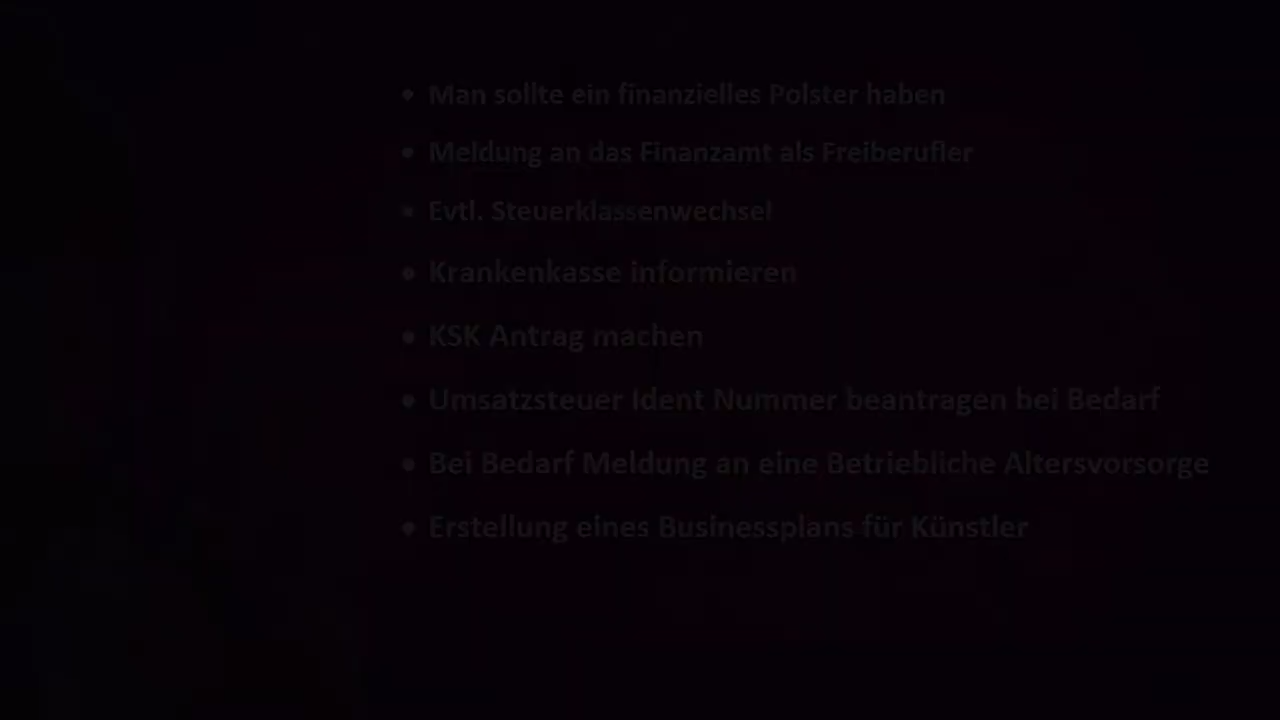 • Man sollte ein finanzielles Polster haben
• Meldung an das Finanzamt als Freiberufler
• Evtl. Steuerklassenwechsel
• Krankenkasse informieren
• KSK Antrag machen
• Umsatzsteuer Ident Nummer beantragen bei Bedarf
• Bei Bedarf Meldung an eine Betriebliche Altersvorsorge
• Erstellung eines Businessplans für Künstler